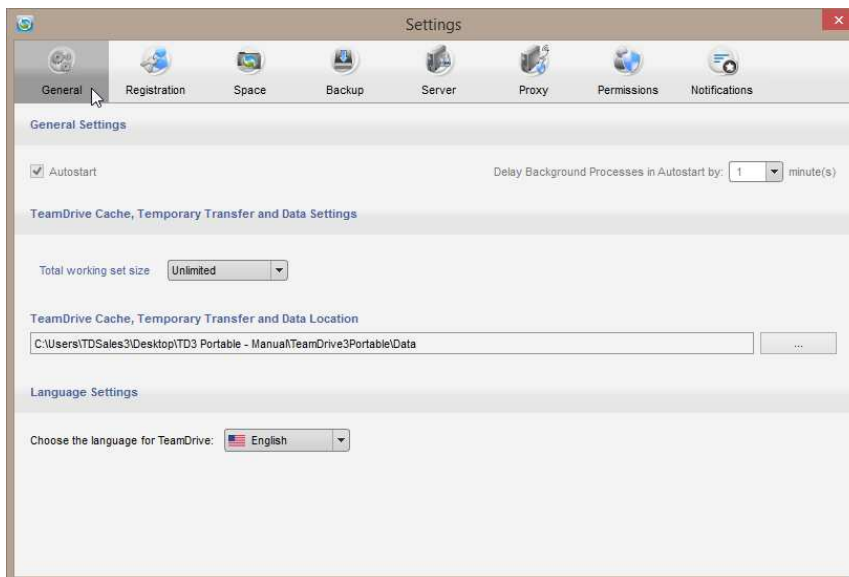 Settings
General Registration Space Backup Server Proxy Permissions Notifications
General Settings
Autostart Delay Background Processes in Autostart by: 1 minute(s)
TeamDrive Cache, Temporary Transfer and Data Settings
Total working set size Unlimited
TeamDrive Cache, Temporary Transfer and Data Location
C:\Users\TDSales3\Desktop\TD3 Portable - Manual\TeamDrive3Portable\Data ...
Language Settings
Choose the language for TeamDrive: English